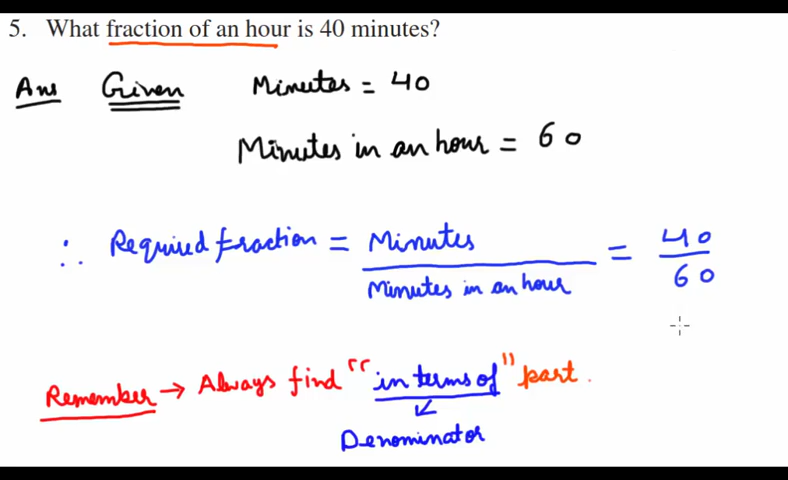 5. What fraction of an hour is 40 minutes?
Ans Given Minutes = 40
Minutes in an hour = 60
∴ Required fraction = Minutes / Minutes in an hour = 40 / 60
Remember → Always find "in terms of" part.
Denominator